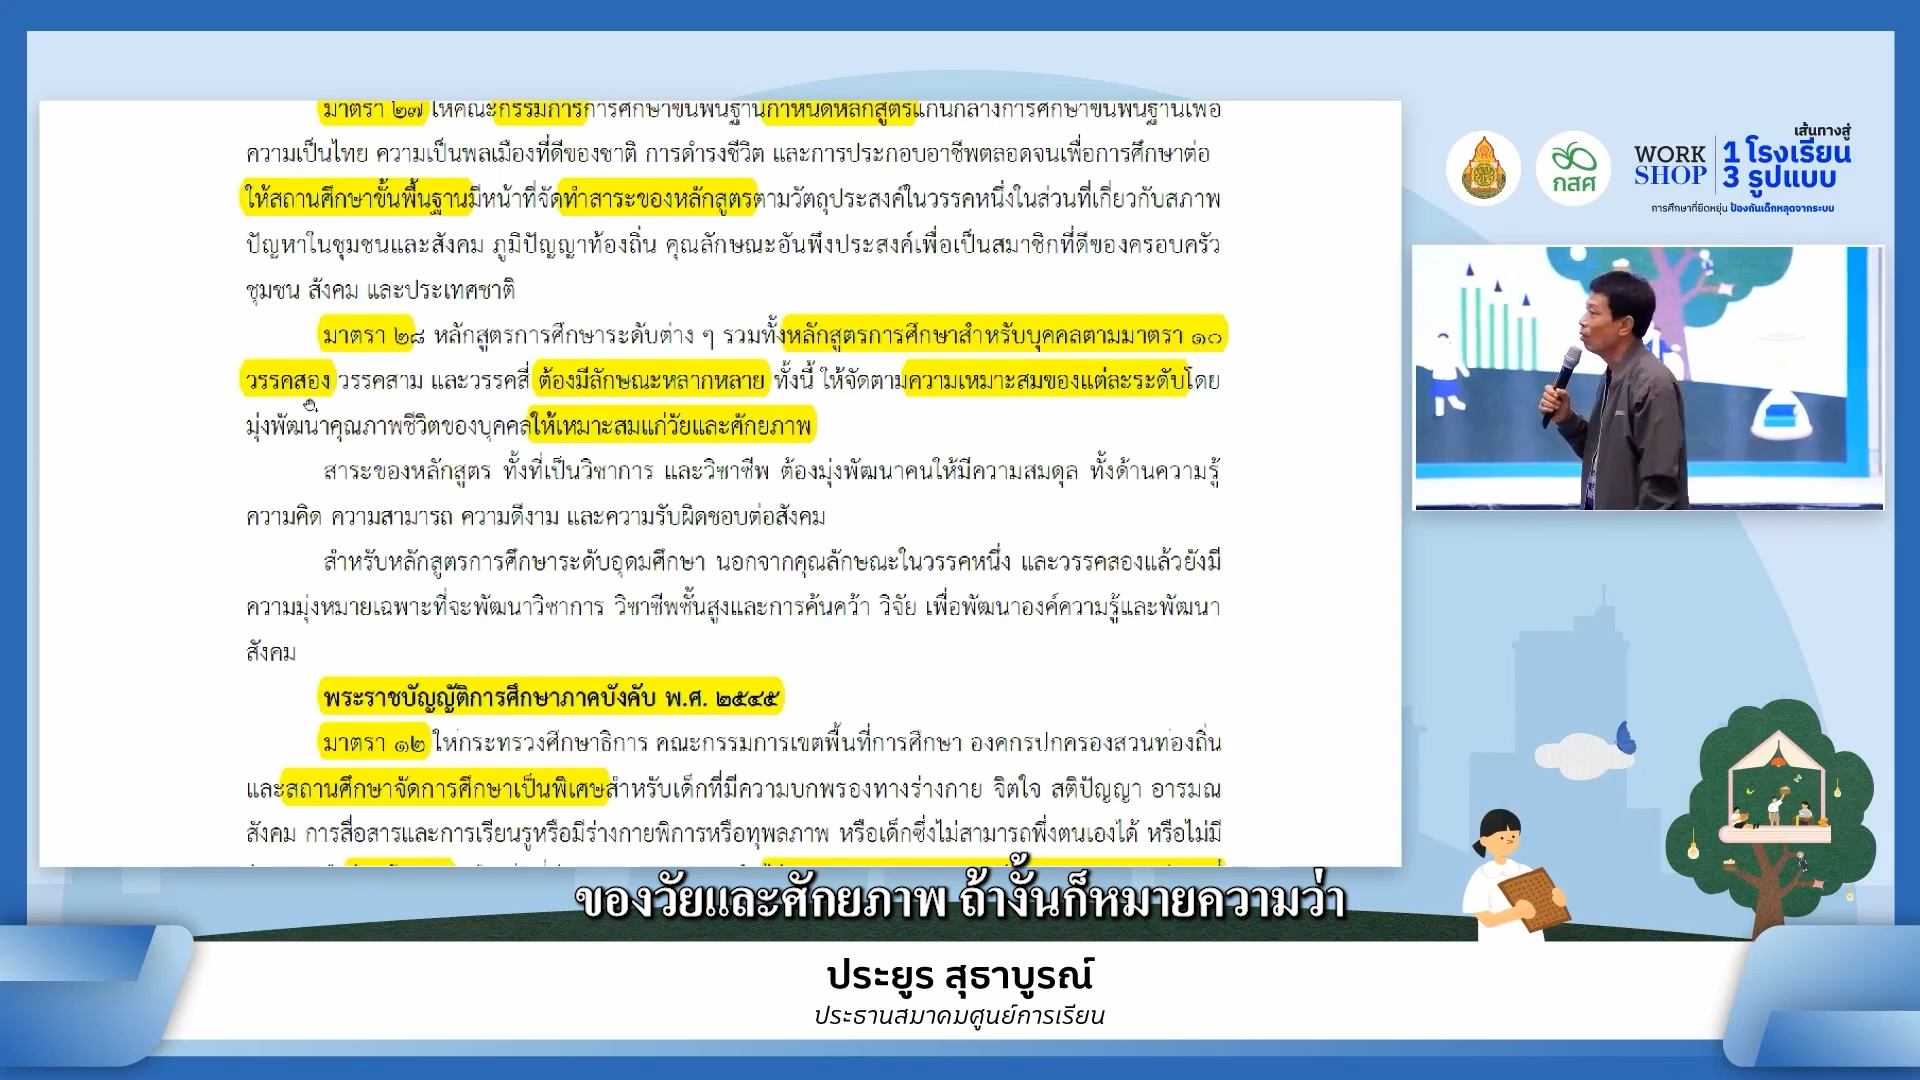 มาตรา ๒๗ ให้คณะกรรมการการศึกษาขั้นพื้นฐานกำหนดหลักสูตรแกนกลางการศึกษาขั้นพื้นฐานเพื่อ
ความเป็นไทย ความเป็นพลเมืองที่ดีของชาติ การดำรงชีวิต และการประกอบอาชีพตลอดจนเพื่อการศึกษาต่อ
ให้สถานศึกษาขั้นพื้นฐานมีหน้าที่จัดทำสาระของหลักสูตรตามวัตถุประสงค์ในวรรคหนึ่งในส่วนที่เกี่ยวกับสภาพ
ปัญหาในชุมชนและสังคม ภูมิปัญญาท้องถิ่น คุณลักษณะอันพึงประสงค์เพื่อเป็นสมาชิกที่ดีของครอบครัว
ชุมชน สังคม และประเทศชาติ
มาตรา ๒๘ หลักสูตรการศึกษาระดับต่าง ๆ รวมทั้งหลักสูตรการศึกษาสำหรับบุคคลตามมาตรา ๑๐
วรรคสอง วรรคสาม และวรรคสี่ ต้องมีลักษณะหลากหลาย ทั้งนี้ ให้จัดตามความเหมาะสมของแต่ละระดับโดย
มุ่งพัฒนาคุณภาพชีวิตของบุคคลให้เหมาะสมแก่วัยและศักยภาพ
สาระของหลักสูตร ทั้งที่เป็นวิชาการ และวิชาชีพ ต้องมุ่งพัฒนาคนให้มีความสมดุล ทั้งด้านความรู้
ความคิด ความสามารถ ความดีงาม และความรับผิดชอบต่อสังคม
สำหรับหลักสูตรการศึกษาระดับอุดมศึกษา นอกจากคุณลักษณะในวรรคหนึ่ง และวรรคสองแล้วยังมี
ความมุ่งหมายเฉพาะที่จะพัฒนาวิชาการ วิชาชีพชั้นสูงและการค้นคว้า วิจัย เพื่อพัฒนาองค์ความรู้และพัฒนา
สังคม
พระราชบัญญัติการศึกษาภาคบังคับ พ.ศ. ๒๕๔๕
มาตรา ๑๒ ให้กระทรวงศึกษาธิการ คณะกรรมการเขตพื้นที่การศึกษา องคกรปกครองสวนทองถิ่น
และสถานศึกษาจัดการศึกษาเป็นพิเศษสำหรับเด็กที่มีความบกพรองทางร่างกาย จิตใจ สติปัญญา อารมณ
สังคม การสื่อสารและการเรียนรูหรือมีร่างกายพิการหรือทุพลภาพ หรือเด็กซึ่งไม่สามารถพึ่งตนเองได้ หรือไม่มี
กสศ
WORK
SHOP
เส้นทางสู่
1 โรงเรียน
3 รูปแบบ
การศึกษาที่ยืดหยุ่น ป้องกันเด็กหลุดจากระบบ
ของวัยและศักยภาพ ถ้างั้นก็หมายความว่า
ประยูร สุธาบูรณ์
ประธานสมาคมศูนย์การเรียน